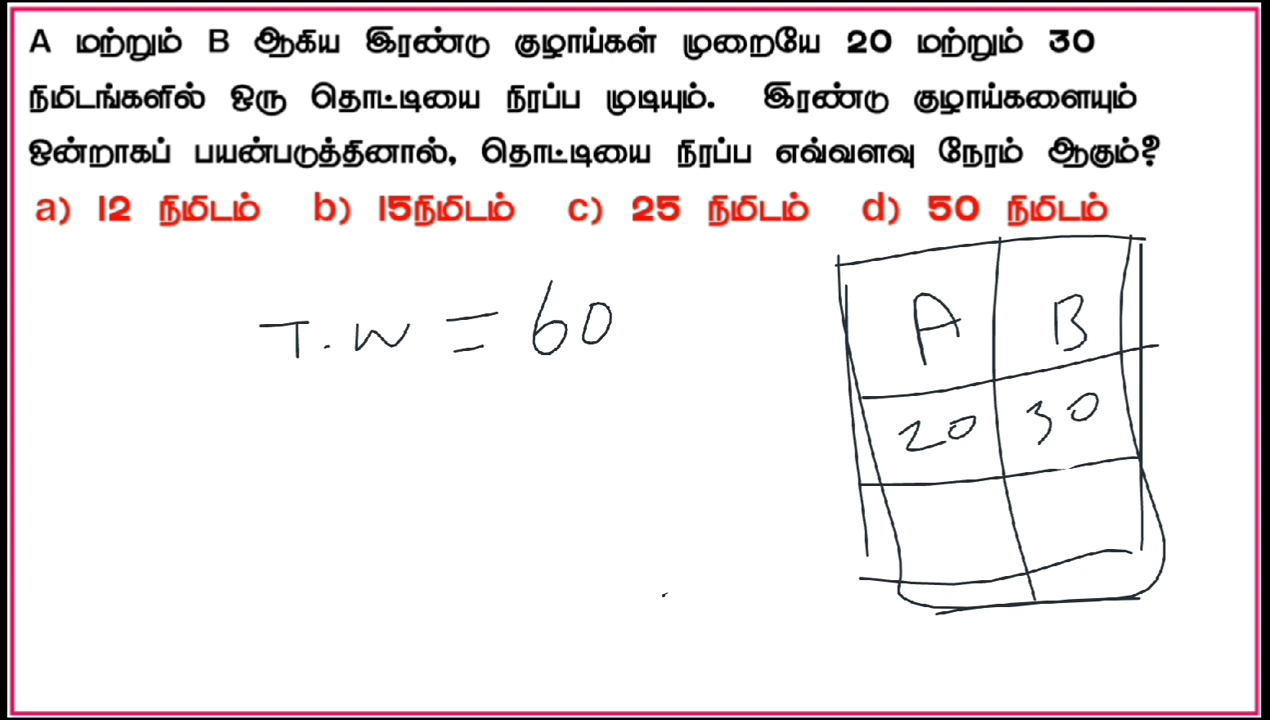 A மற்றும் B ஆகிய இரண்டு குழாய்கள் முறையே 20 மற்றும் 30
நிமிடங்களில் ஒரு தொட்டியை நிரப்ப முடியும். இரண்டு குழாய்களையும்
ஒன்றாகப் பயன்படுத்தினால், தொட்டியை நிரப்ப எவ்வளவு நேரம் ஆகும்?
a) 12 நிமிடம் b) 15நிமிடம் c) 25 நிமிடம் d) 50 நிமிடம்
T.W = 60
A B
20 30